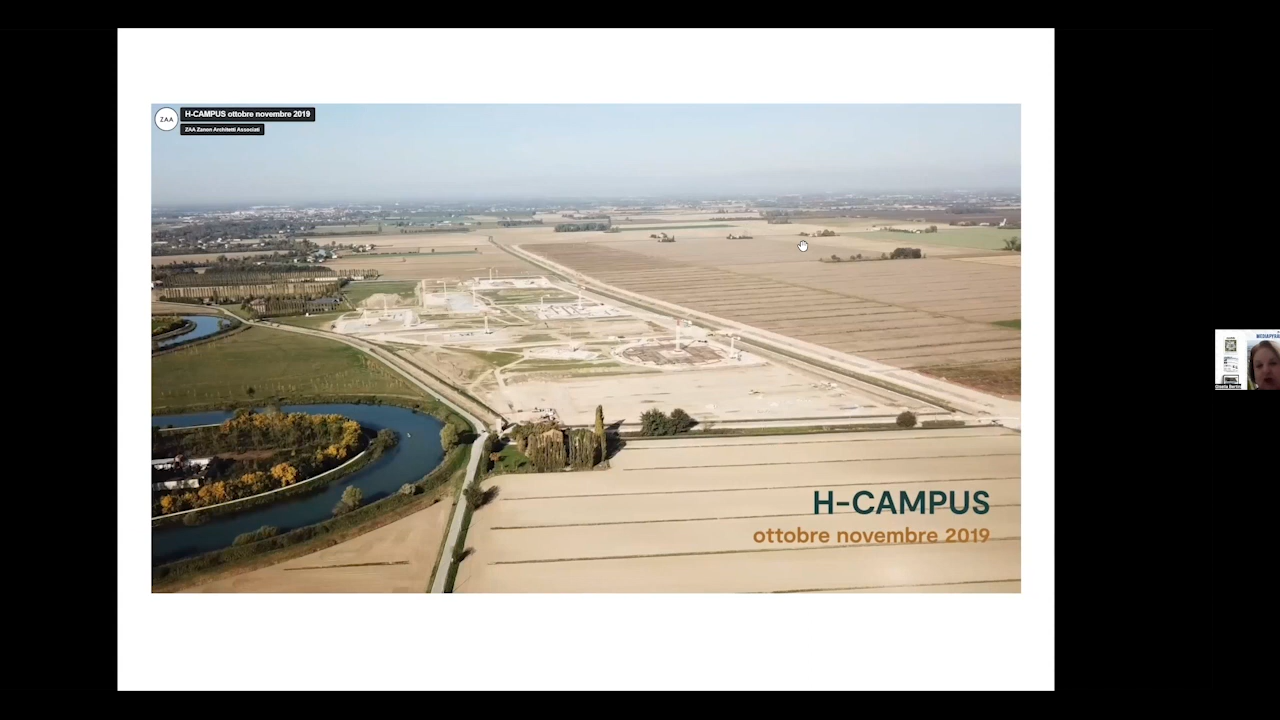 ZAA
H-CAMPUS ottobre novembre 2019
ZAA Zanon Architetti Associati
H-CAMPUS
ottobre novembre 2019